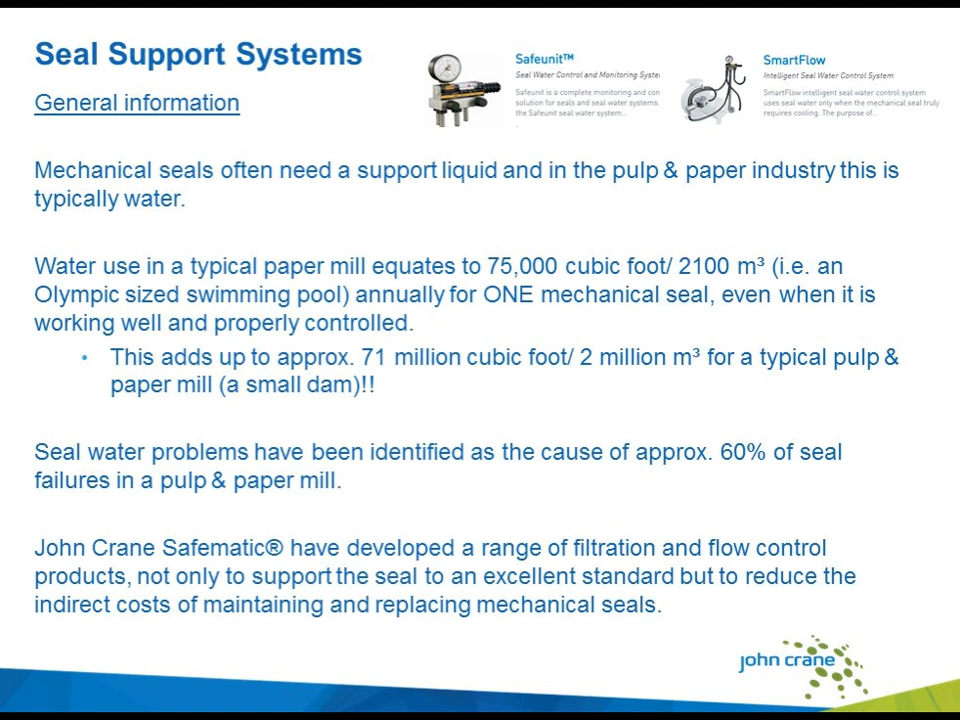 Seal Support Systems
General information
Safeunit™
Seal Water Control and Monitoring Syste
Safeunit is a complete monitoring and con
solution for seals and seal water systems.
the Safeunit seal water system...
SmartFlow
Intelligent Seal Water Control System
SmartFlow intelligent seal water control system
uses seal water only when the mechanical seal truly
requires cooling. The purpose of...
Mechanical seals often need a support liquid and in the pulp & paper industry this is
typically water.
Water use in a typical paper mill equates to 75,000 cubic foot/ 2100 m³ (i.e. an
Olympic sized swimming pool) annually for ONE mechanical seal, even when it is
working well and properly controlled.
• This adds up to approx. 71 million cubic foot/ 2 million m³ for a typical pulp &
paper mill (a small dam)!!
Seal water problems have been identified as the cause of approx. 60% of seal
failures in a pulp & paper mill.
John Crane Safematic® have developed a range of filtration and flow control
products, not only to support the seal to an excellent standard but to reduce the
indirect costs of maintaining and replacing mechanical seals.
john crane